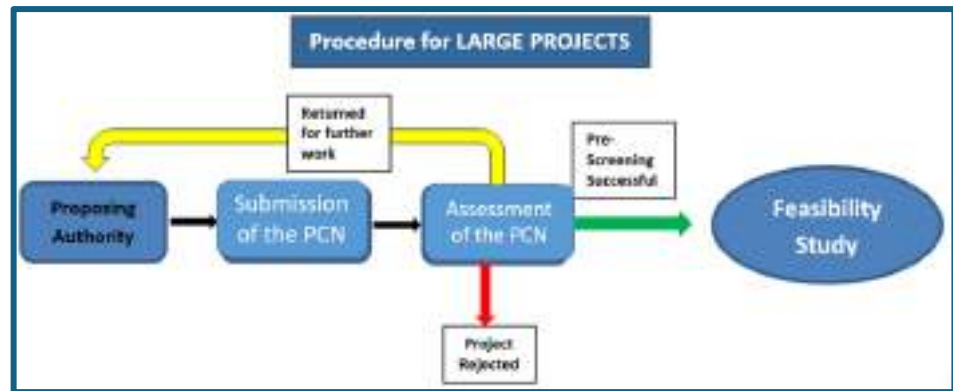 Procedure for LARGE PROJECTS
Returned
for further
work
Pre-
Screening
Successful
Proposing
Authority
Submission
of the PCN
Assessment
of the PCN
Feasibility
Study
Project
Rejected